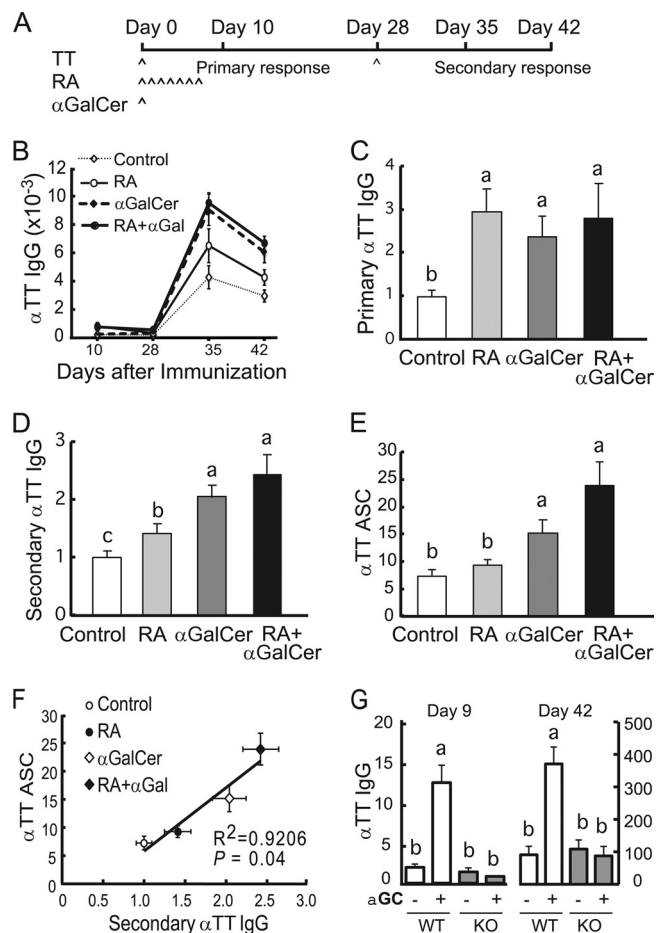 A
Day 0 Day 10 Day 28 Day 35 Day 42
TT ^ Primary response ^ Secondary response
RA ^^^^^^^
αGalCer ^
B
αTT IgG (x10-3)
Control
RA
αGalCer
RA+αGal
12
10
8
6
4
2
0
10 28 35 42
Days after Immunization
C
Primary αTT IgG
4
3
2
1
0
b a a a
Control RA αGalCer RA+
αGalCer
D
Secondary αTT IgG
3
2
1
0
c b a a
Control RA αGalCer RA+
αGalCer
E
αTT ASC
30
25
20
15
10
5
0
b b a a
Control RA αGalCer RA+
αGalCer
F
αTT ASC
Control
RA
αGalCer
RA+αGal
30
25
20
15
10
5
0
R2=0.9206
P = 0.04
0.0 0.5 1.0 1.5 2.0 2.5 3.0
Secondary αTT IgG
G
Day 9 Day 42
αTT IgG
20
15
10
5
0
500
400
300
200
100
0
b a b b b a b b
aGC - + - + - + - +
WT KO WT KO